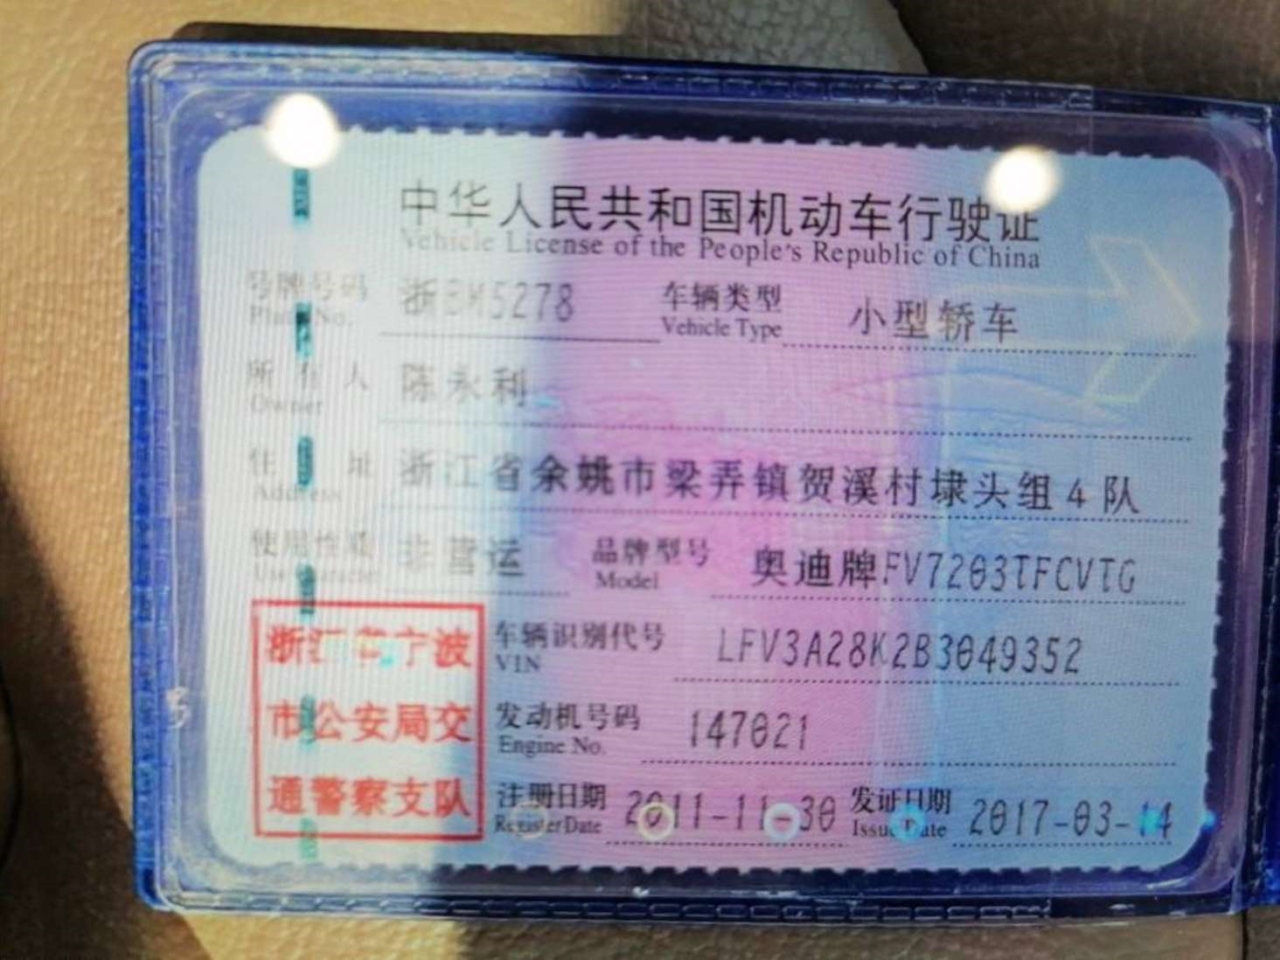 中华人民共和国机动车行驶证
Vehicle License of the People's Republic of China
号牌号码 浙BM5278 车辆类型 小型轿车
Plate No. Vehicle Type
所有人 陈永利
Owner
住址 浙江省余姚市梁弄镇贺溪村埭头组4队
Address
使用性质 非营运 品牌型号 奥迪牌FV7203TFCVTG
Use Character Model
浙江省宁波
市公安局交
通警察支队
车辆识别代号 LFV3A28K2B3049352
VIN
发动机号码 147021
Engine No.
注册日期 2011-11-30 发证日期 2017-03-14
Register Date Issue Date